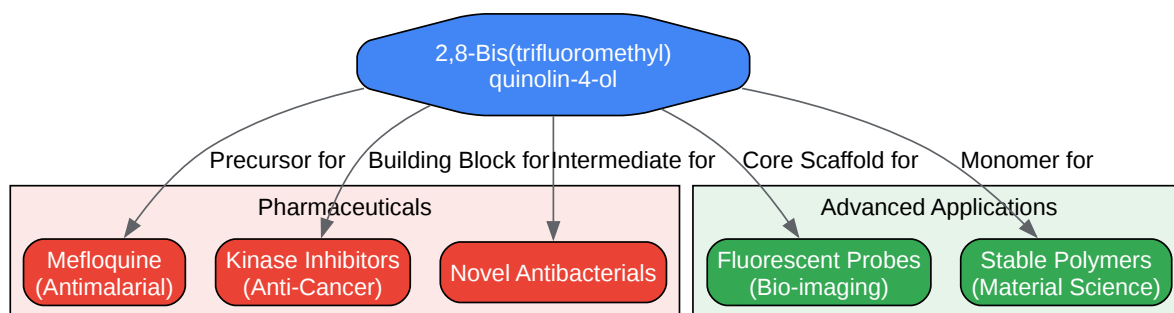 2,8-Bis(trifluoromethyl)
quinolin-4-ol
Precursor for
Building Block for
Intermediate for
Core Scaffold for
Monomer for
Pharmaceuticals
Advanced Applications
Mefloquine
(Antimalarial)
Kinase Inhibitors
(Anti-Cancer)
Novel Antibacterials
Fluorescent Probes
(Bio-imaging)
Stable Polymers
(Material Science)